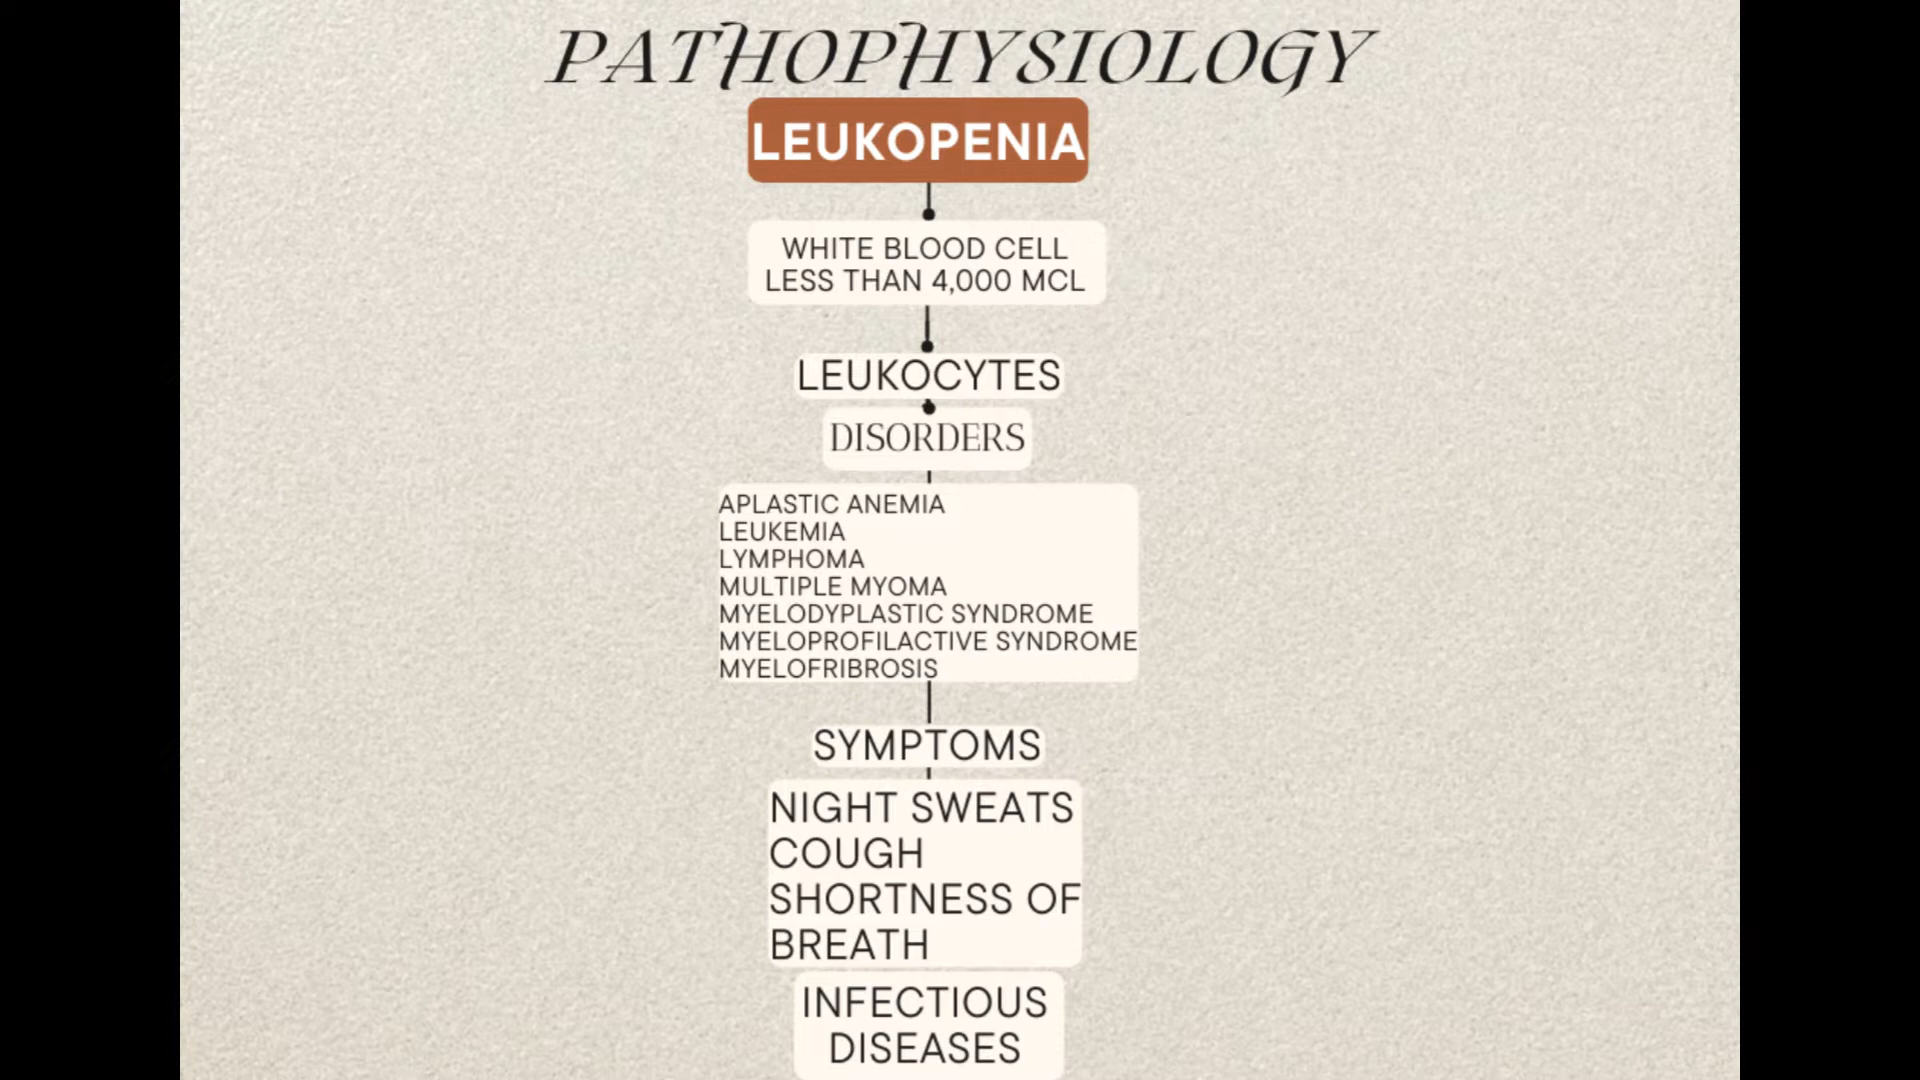 PATHOPHYSIOLOGY
LEUKOPENIA
WHITE BLOOD CELL
LESS THAN 4,000 MCL
LEUKOCYTES
DISORDERS
APLASTIC ANEMIA
LEUKEMIA
LYMPHOMA
MULTIPLE MYOMA
MYELODYPLASTIC SYNDROME
MYELOPROFILACTIVE SYNDROME
MYELOFRIBROSIS
SYMPTOMS
NIGHT SWEATS
COUGH
SHORTNESS OF
BREATH
INFECTIOUS
DISEASES